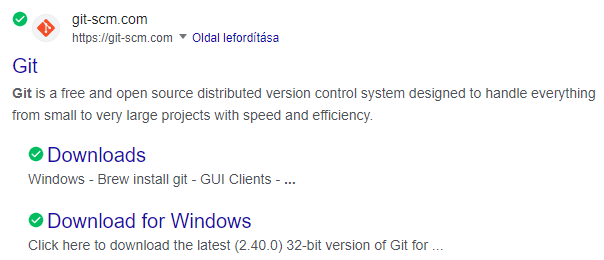 git-scm.com
https://git-scm.com Oldal lefordítása
Git
Git is a free and open source distributed version control system designed to handle everything
from small to very large projects with speed and efficiency.
Downloads
Windows - Brew install git - GUI Clients - ...
Download for Windows
Click here to download the latest (2.40.0) 32-bit version of Git for ...